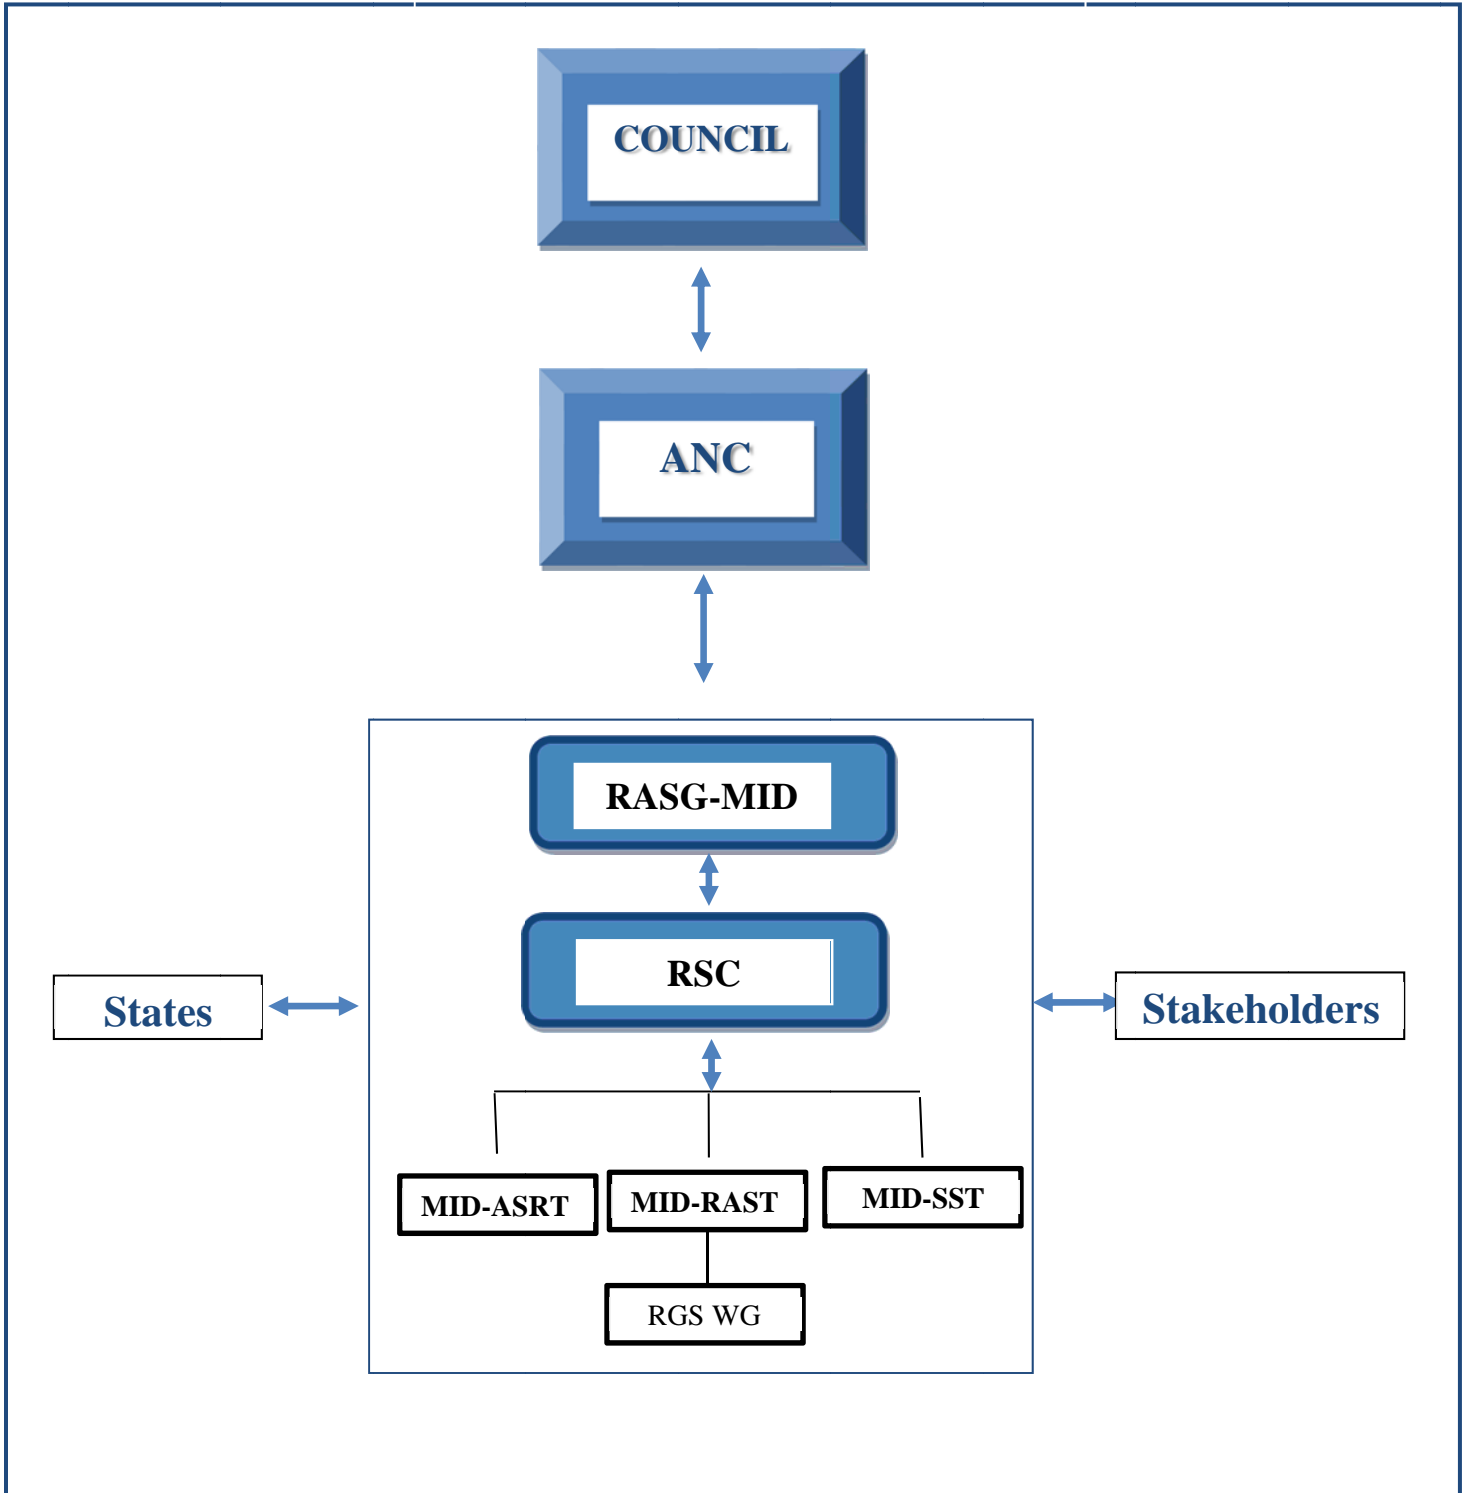 COUNCIL
ANC
RASG-MID
RSC
States
Stakeholders
MID-ASRT
MID-RAST
MID-SST
RGS WG